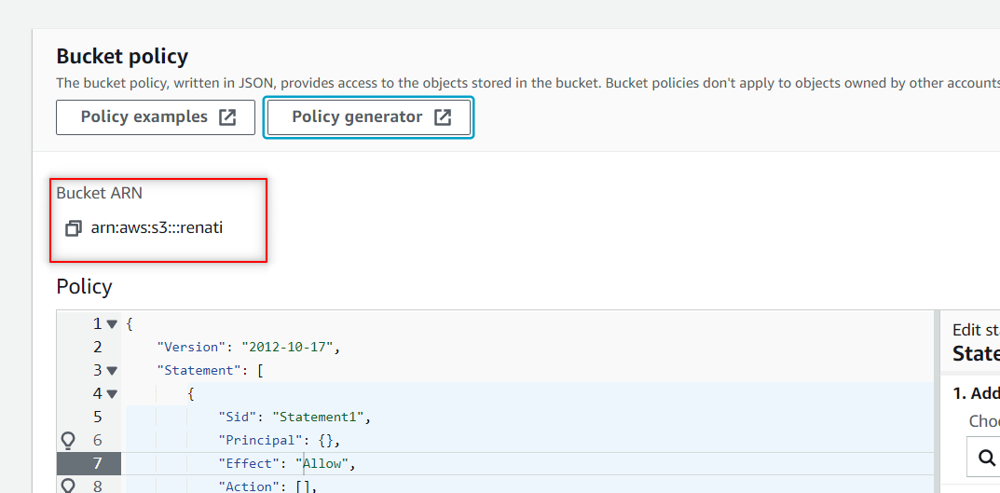 Bucket policy
The bucket policy, written in JSON, provides access to the objects stored in the bucket. Bucket policies don't apply to objects owned by other accounts
Policy examples
Policy generator
Bucket ARN
arn:aws:s3:::renati
Policy
1 {
2 "Version": "2012-10-17",
3 "Statement": [
4 {
5 "Sid": "Statement1",
6 "Principal": {},
7 "Effect": "Allow",
8 "Action": [],
Edit st
State
1. Add
Choo